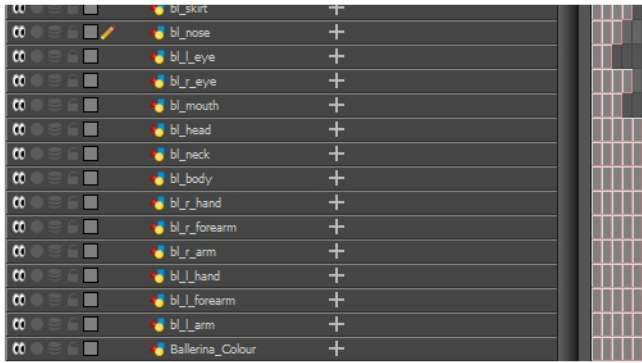 bl_skirt
bl_nose
bl_l_eye
bl_r_eye
bl_mouth
bl_head
bl_neck
bl_body
bl_r_hand
bl_r_forearm
bl_r_arm
bl_l_hand
bl_l_forearm
bl_l_arm
Ballerina_Colour